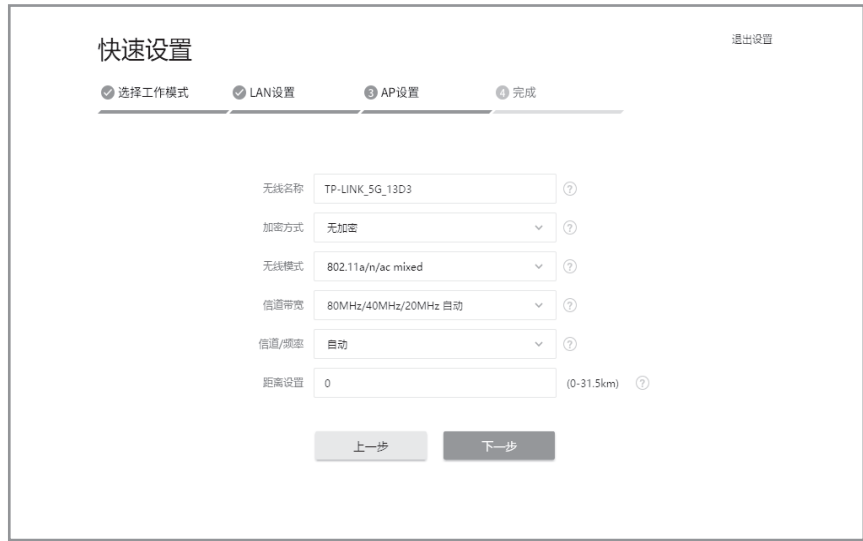 快速设置
退出设置
选择工作模式 LAN设置 3 AP设置 4 完成
无线名称 TP-LINK_5G_13D3 ?
加密方式 无加密 ?
无线模式 802.11a/n/ac mixed ?
信道带宽 80MHz/40MHz/20MHz 自动 ?
信道/频率 自动 ?
距离设置 0 (0-31.5km) ?
上一步 下一步